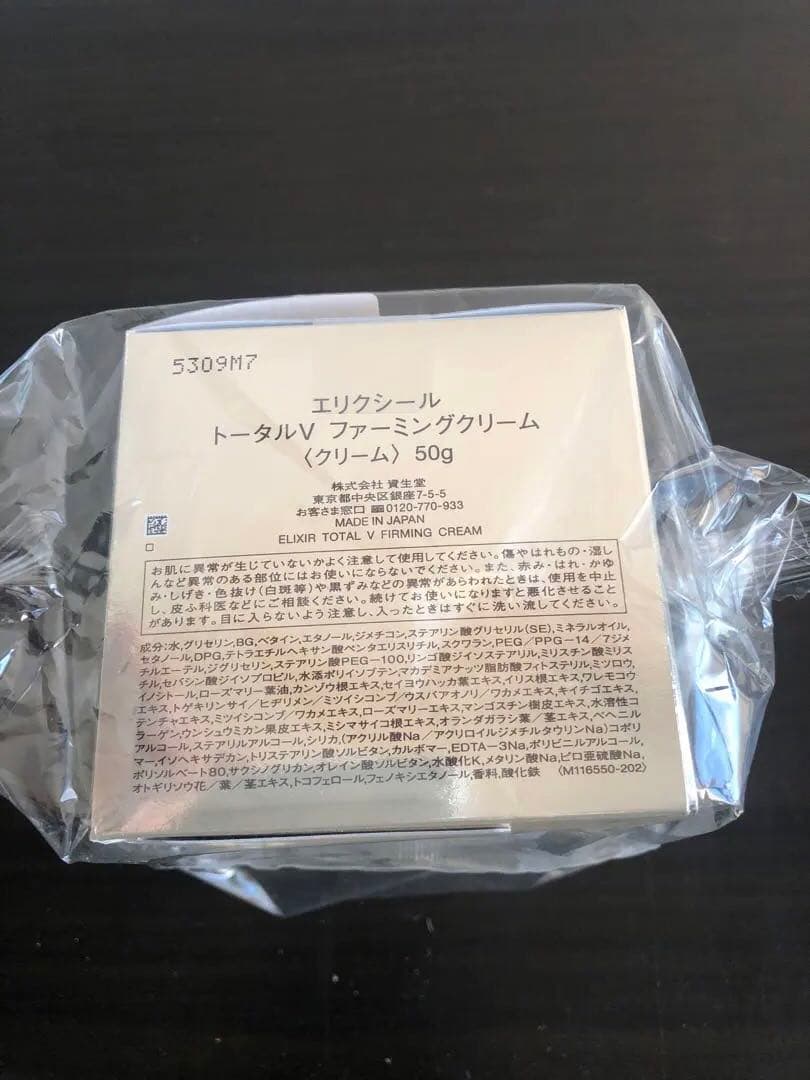 5309M7
エリクシール
トータルV ファーミングクリーム
〈クリーム〉 50g
株式会社 資生堂
東京都中央区銀座7-5-5
お客さま窓口 0120-770-933
MADE IN JAPAN
ELIXIR TOTAL V FIRMING CREAM
お肌に異常が生じていないかよく注意して使用してください。傷やはれもの・湿し
んなど異常のある部位にはお使いにならないでください。また、赤み・はれ・かゆ
み・しげき・色抜け(白斑等)や黒ずみなどの異常があらわれたときは、使用を中止
し、皮ふ科医などにご相談ください。続けてお使いになりますと悪化させること
があります。目に入らないよう注意し、入ったときはすぐに洗い流してください。
成分:水,グリセリン,BG,ベタイン,エタノール,ジメチコン,ステアリン酸グリセリル(SE),ミネラルオイル,
セタノール,DPG,テトラエチルヘキサン酸ペンタエリスリチル,スクワラン,PEG/PPG-14/7ジメ
チルエーテル,ジグリセリン,ステアリン酸PEG-100,リンゴ酸ジイソステアリル,ミリスチン酸ミリス
チル,セバシン酸ジイソプロピル,水添ポリイソブテン,マカデミアナッツ脂肪酸フィトステリル,ミツロウ,
イノシトール,ローズマリー葉油,カンゾウ根エキス,セイヨウハッカ葉エキス,イリス根エキス,ワレモコウ
エキス,トゲキリンサイ/ヒヂリメン/ミツイシコンブ/ウスバアオノリ/ワカメエキス,キイチゴエキス,
テンチャエキス,ミツイシコンブ/ワカメエキス,ローズマリーエキス,マンゴスチン樹皮エキス,水溶性コ
ラーゲン,ウンシュウミカン果皮エキス,ミシマサイコ根エキス,オランダガラシ葉/茎エキス,ベヘニル
アルコール,ステアリルアルコール,シリカ,(アクリル酸Na/アクリロイルジメチルタウリンNa)コポリ
マー,イソヘキサデカン,トリステアリン酸ソルビタン,カルボマー,EDTA-3Na,ポリビニルアルコール,
ポリソルベート80,サクシノグリカン,オレイン酸ソルビタン,水酸化K,メタリン酸Na,ピロ亜硫酸Na,
オトギリソウ花/葉/茎エキス,トコフェロール,フェノキシエタノール,香料,酸化鉄 〈M116550-202〉